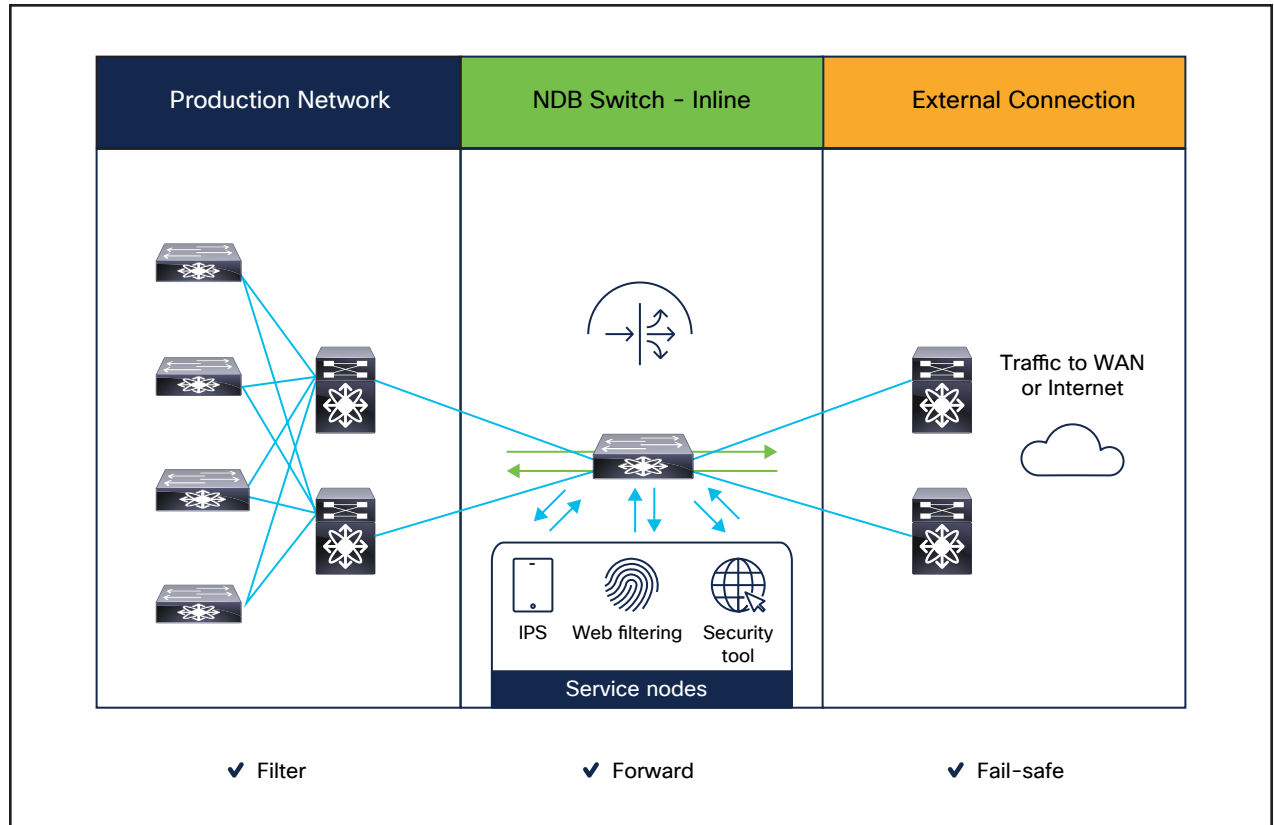 Production Network
NDB Switch - Inline
External Connection
Traffic to WAN
or Internet
IPS
Web filtering
Security
tool
Service nodes
✔ Filter
✔ Forward
✔ Fail-safe